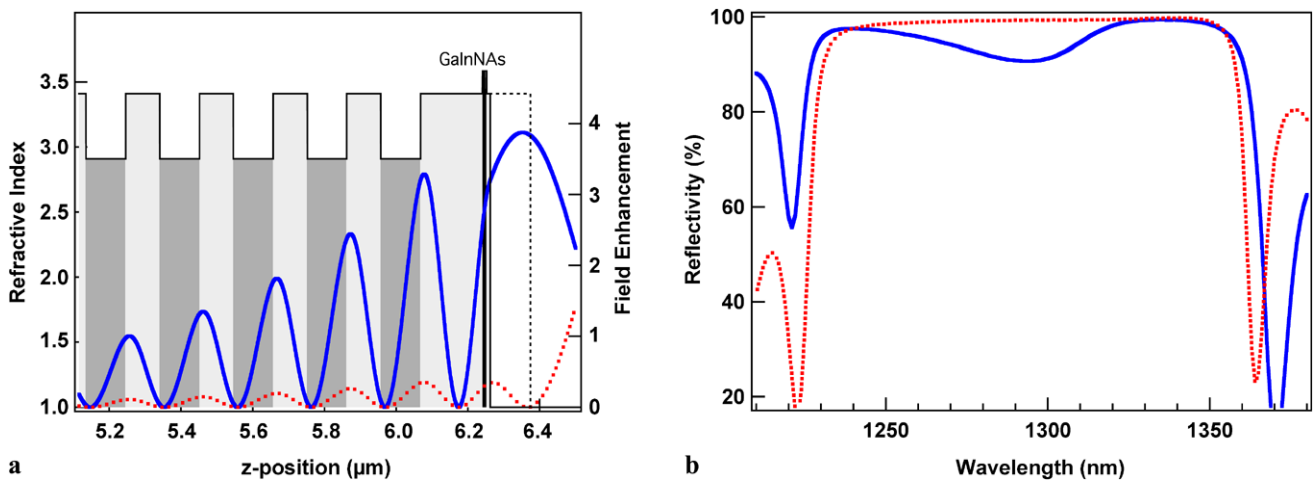 GaInNAs
Refractive Index
3.5
3.0
2.5
2.0
1.5
1.0
4
3
2
1
0
Field Enhancement
5.2 5.4 5.6 5.8 6.0 6.2 6.4
z-position (µm)
a
Reflectivity (%)
100
80
60
40
20
1250 1300 1350
Wavelength (nm)
b